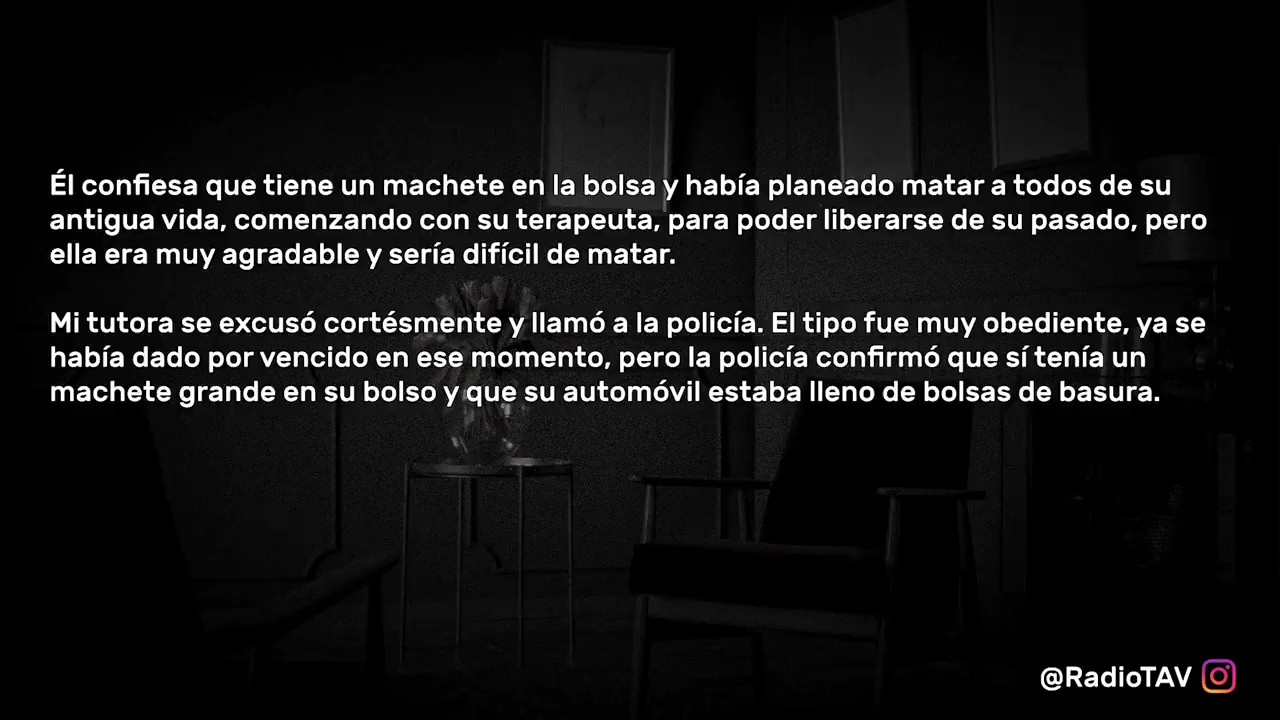 Él confiesa que tiene un machete en la bolsa y había planeado matar a todos de su
antigua vida, comenzando con su terapeuta, para poder liberarse de su pasado, pero
ella era muy agradable y sería difícil de matar.
Mi tutora se excusó cortésmente y llamó a la policía. El tipo fue muy obediente, ya se
había dado por vencido en ese momento, pero la policía confirmó que sí tenía un
machete grande en su bolso y que su automóvil estaba lleno de bolsas de basura.
@RadioTAV